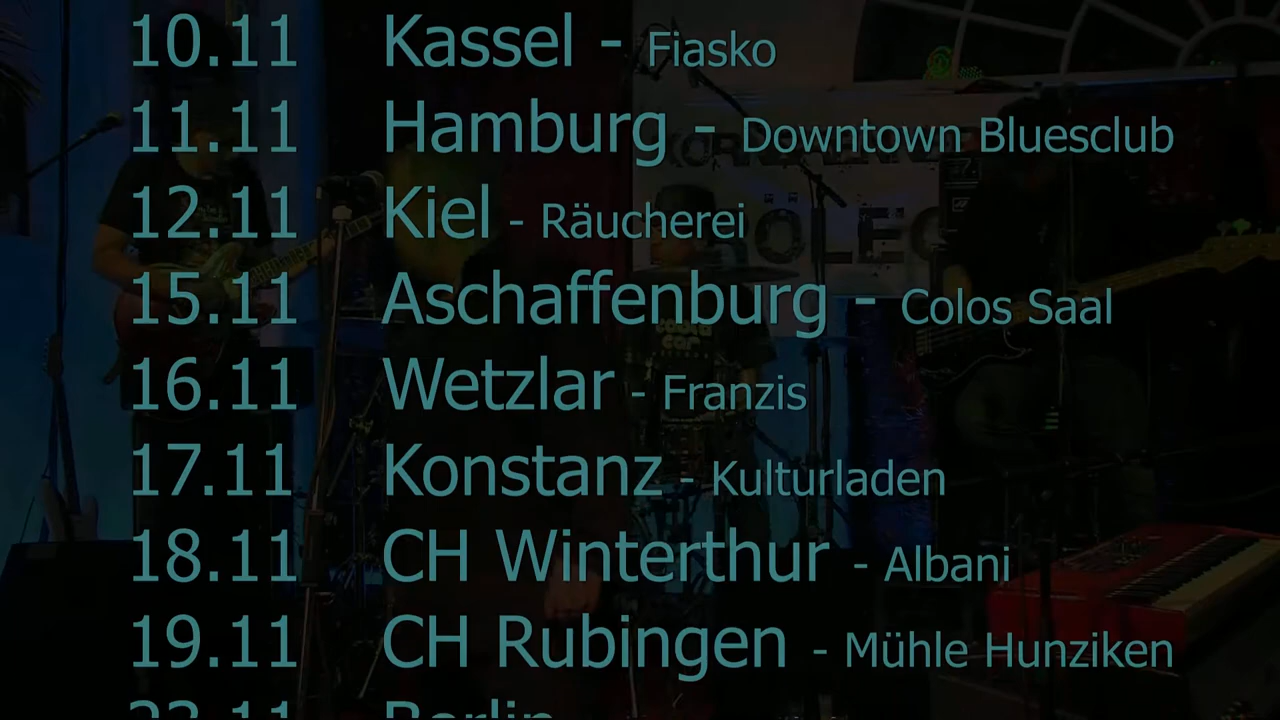 10.11 Kassel - Fiasko
11.11 Hamburg - Downtown Bluesclub
12.11 Kiel - Räucherei
15.11 Aschaffenburg - Colos Saal
16.11 Wetzlar - Franzis
17.11 Konstanz - Kulturladen
18.11 CH Winterthur - Albani
19.11 CH Rubingen - Mühle Hunziken
Berlin